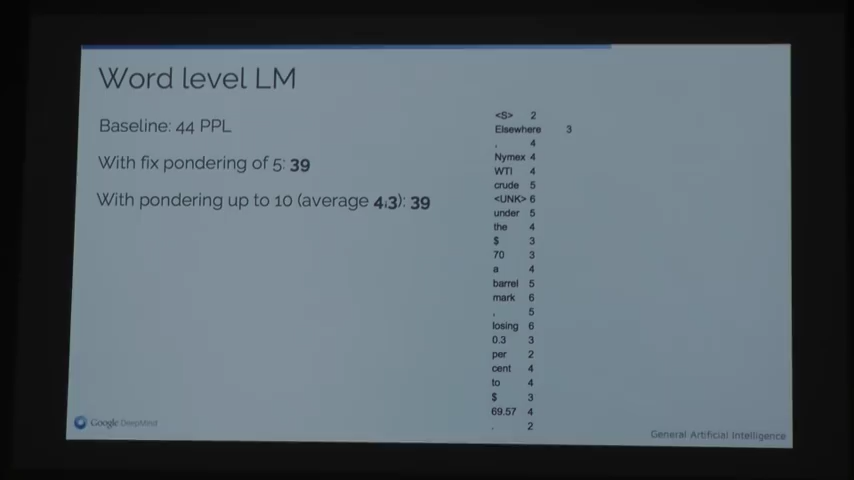 Word level LM
Baseline: 44 PPL
With fix pondering of 5: 39
With pondering up to 10 (average 4.3): 39
<S> 2
Elsewhere 3
, 4
Nymex 4
WTI 4
crude 5
<UNK> 6
under 5
the 4
$ 3
70 3
a 4
barrel 5
mark 6
, 5
losing 6
0.3 3
per 2
cent 4
to 4
$ 3
69.57 4
. 2
Google DeepMind
General Artificial Intelligence